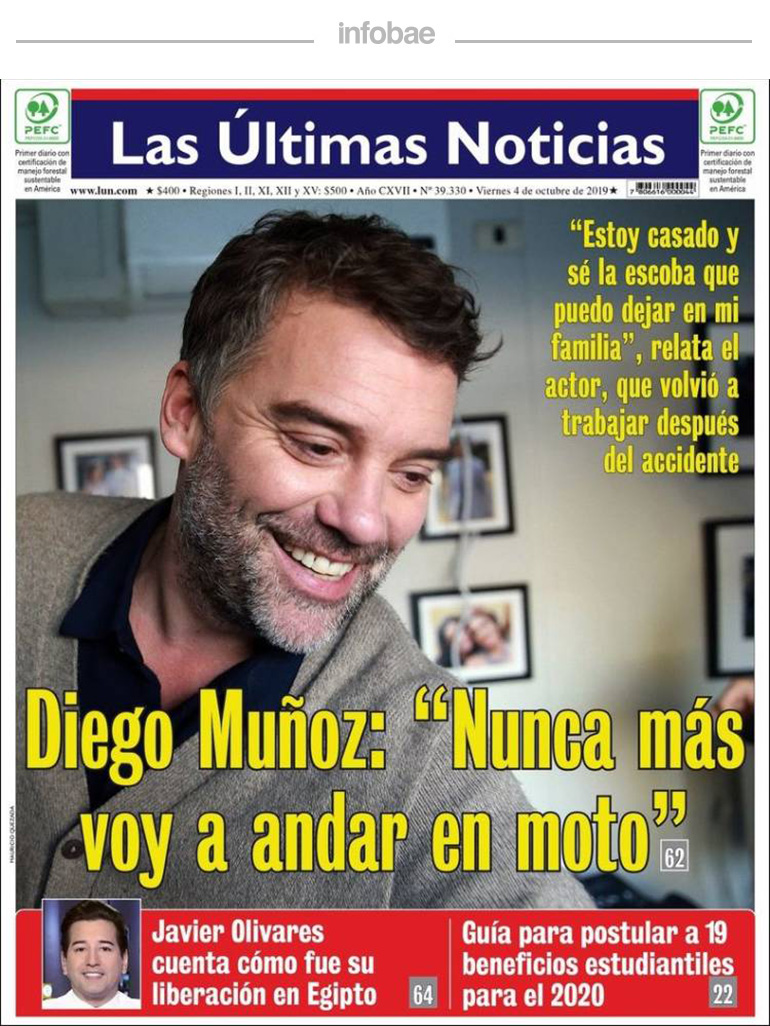 infobae
PEFC
PEFC
Las Últimas Noticias
Primer diario con
certificación de
manejo forestal
sustentable
en América
Primer diario con
certificación de
manejo forestal
sustentable
en América
www.lun.com ★ $400 • Regiones I, II, XI, XII y XV: $500 • Año CXVII • Nº 39.330 • Viernes 4 de octubre de 2019★
7 806616 000044
“Estoy casado y
sé la escoba que
puedo dejar en mi
familia”, relata el
actor, que volvió a
trabajar después
del accidente
Diego Muñoz: “Nunca más
voy a andar en moto”
62
MAURICIO QUEZADA
Javier Olivares
cuenta cómo fue su
liberación en Egipto
64
Guía para postular a 19
beneficios estudiantiles
para el 2020
22